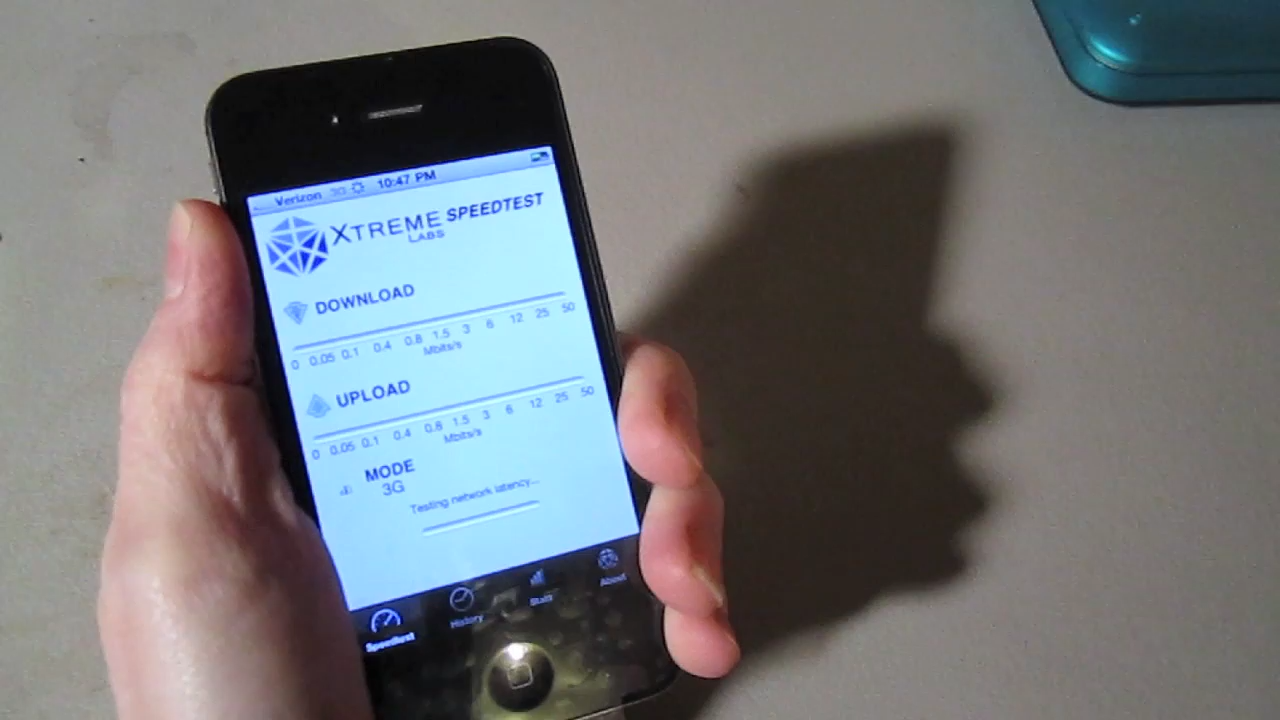 Verizon 3G 10:47 PM
XTREME SPEEDTEST
LABS
DOWNLOAD
0 0.05 0.1 0.4 0.8 1.5 3 6 12 25 50
Mbits/s
UPLOAD
0 0.05 0.1 0.4 0.8 1.5 3 6 12 25 50
Mbits/s
MODE
3G
Testing network latency...
Speedtest History Stats About